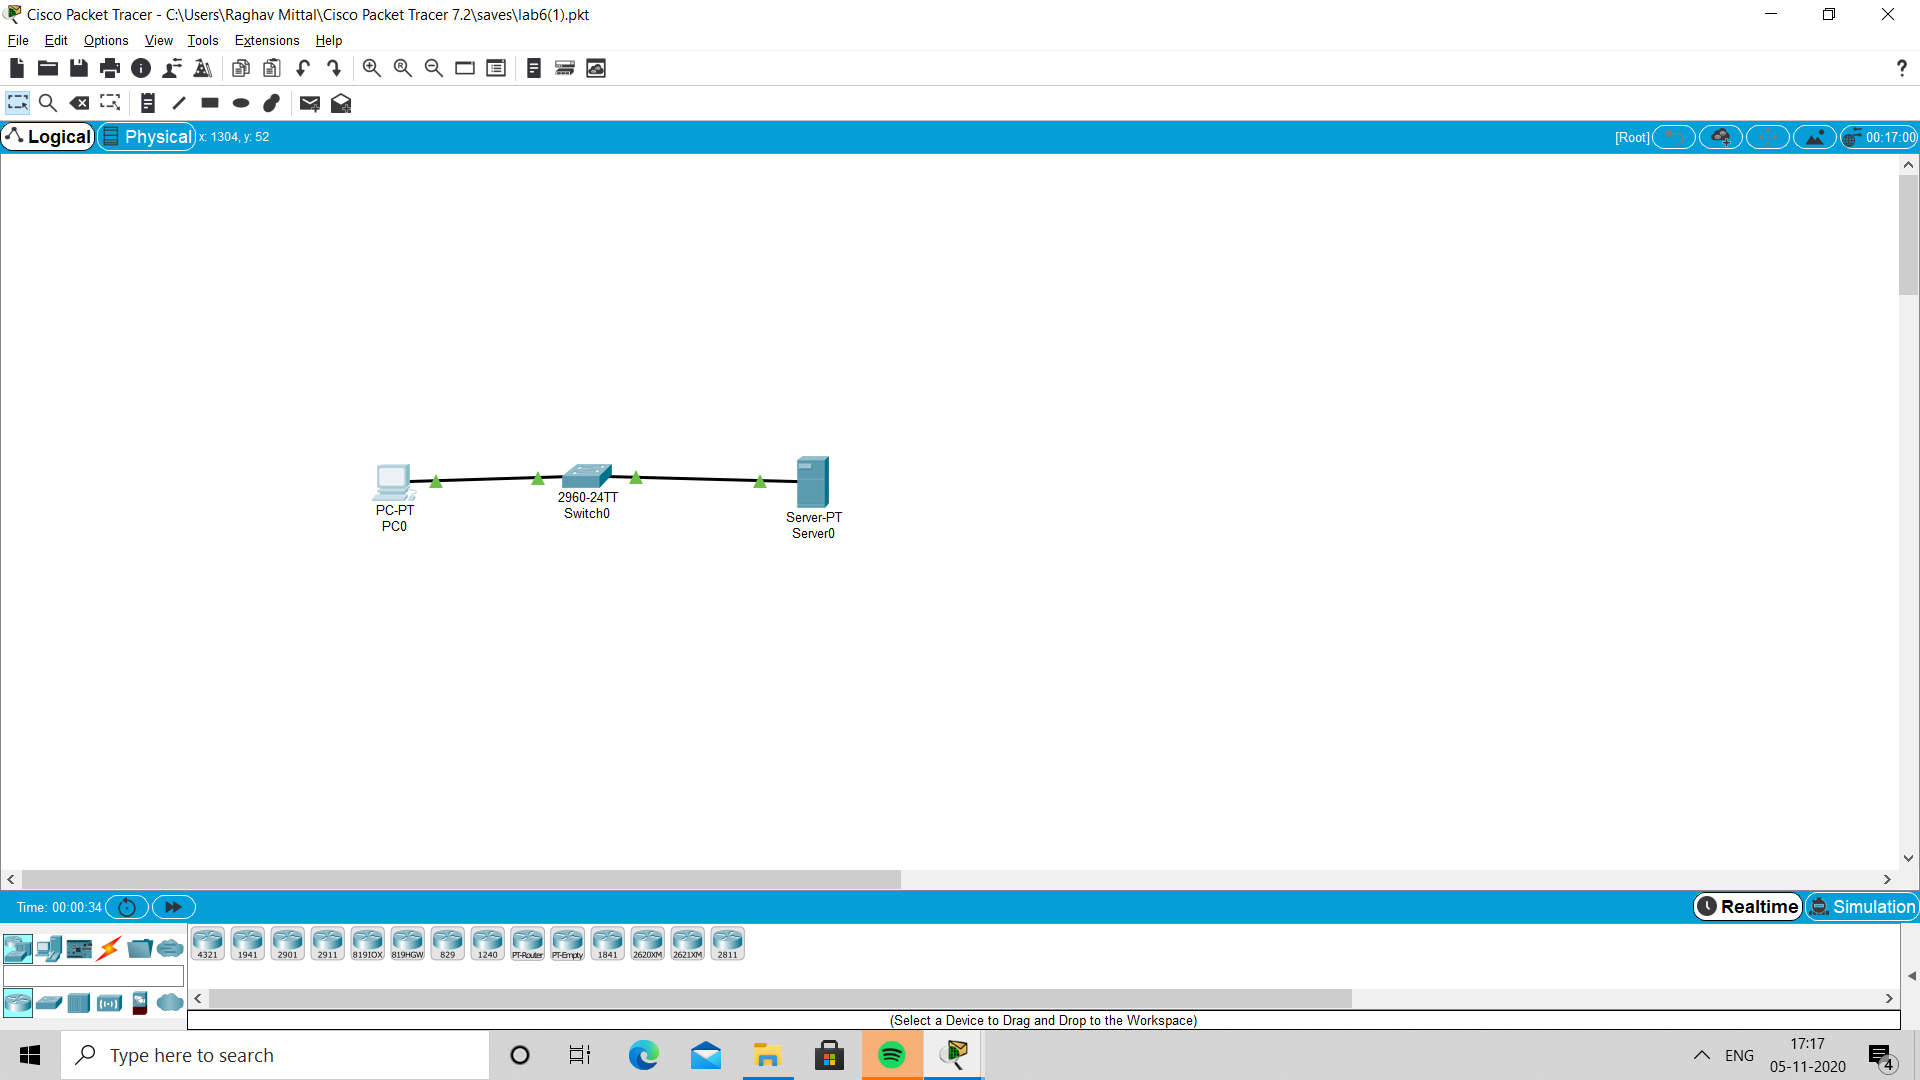 Cisco Packet Tracer - C:\Users\Raghav Mittal\Cisco Packet Tracer 7.2\saves\lab6(1).pkt
File Edit Options View Tools Extensions Help
?
Logical Physical x: 1304, y: 52 [Root] 00:17:00
PC-PT
PC0
2960-24TT
Switch0
Server-PT
Server0
Time: 00:00:34 Realtime Simulation
4321 1941 2901 2911 819IOX 819HGW 829 1240 PT-Router PT-Empty 1841 2620XM 2621XM 2811
(Select a Device to Drag and Drop to the Workspace)
Type here to search
ENG
17:17
05-11-2020
4